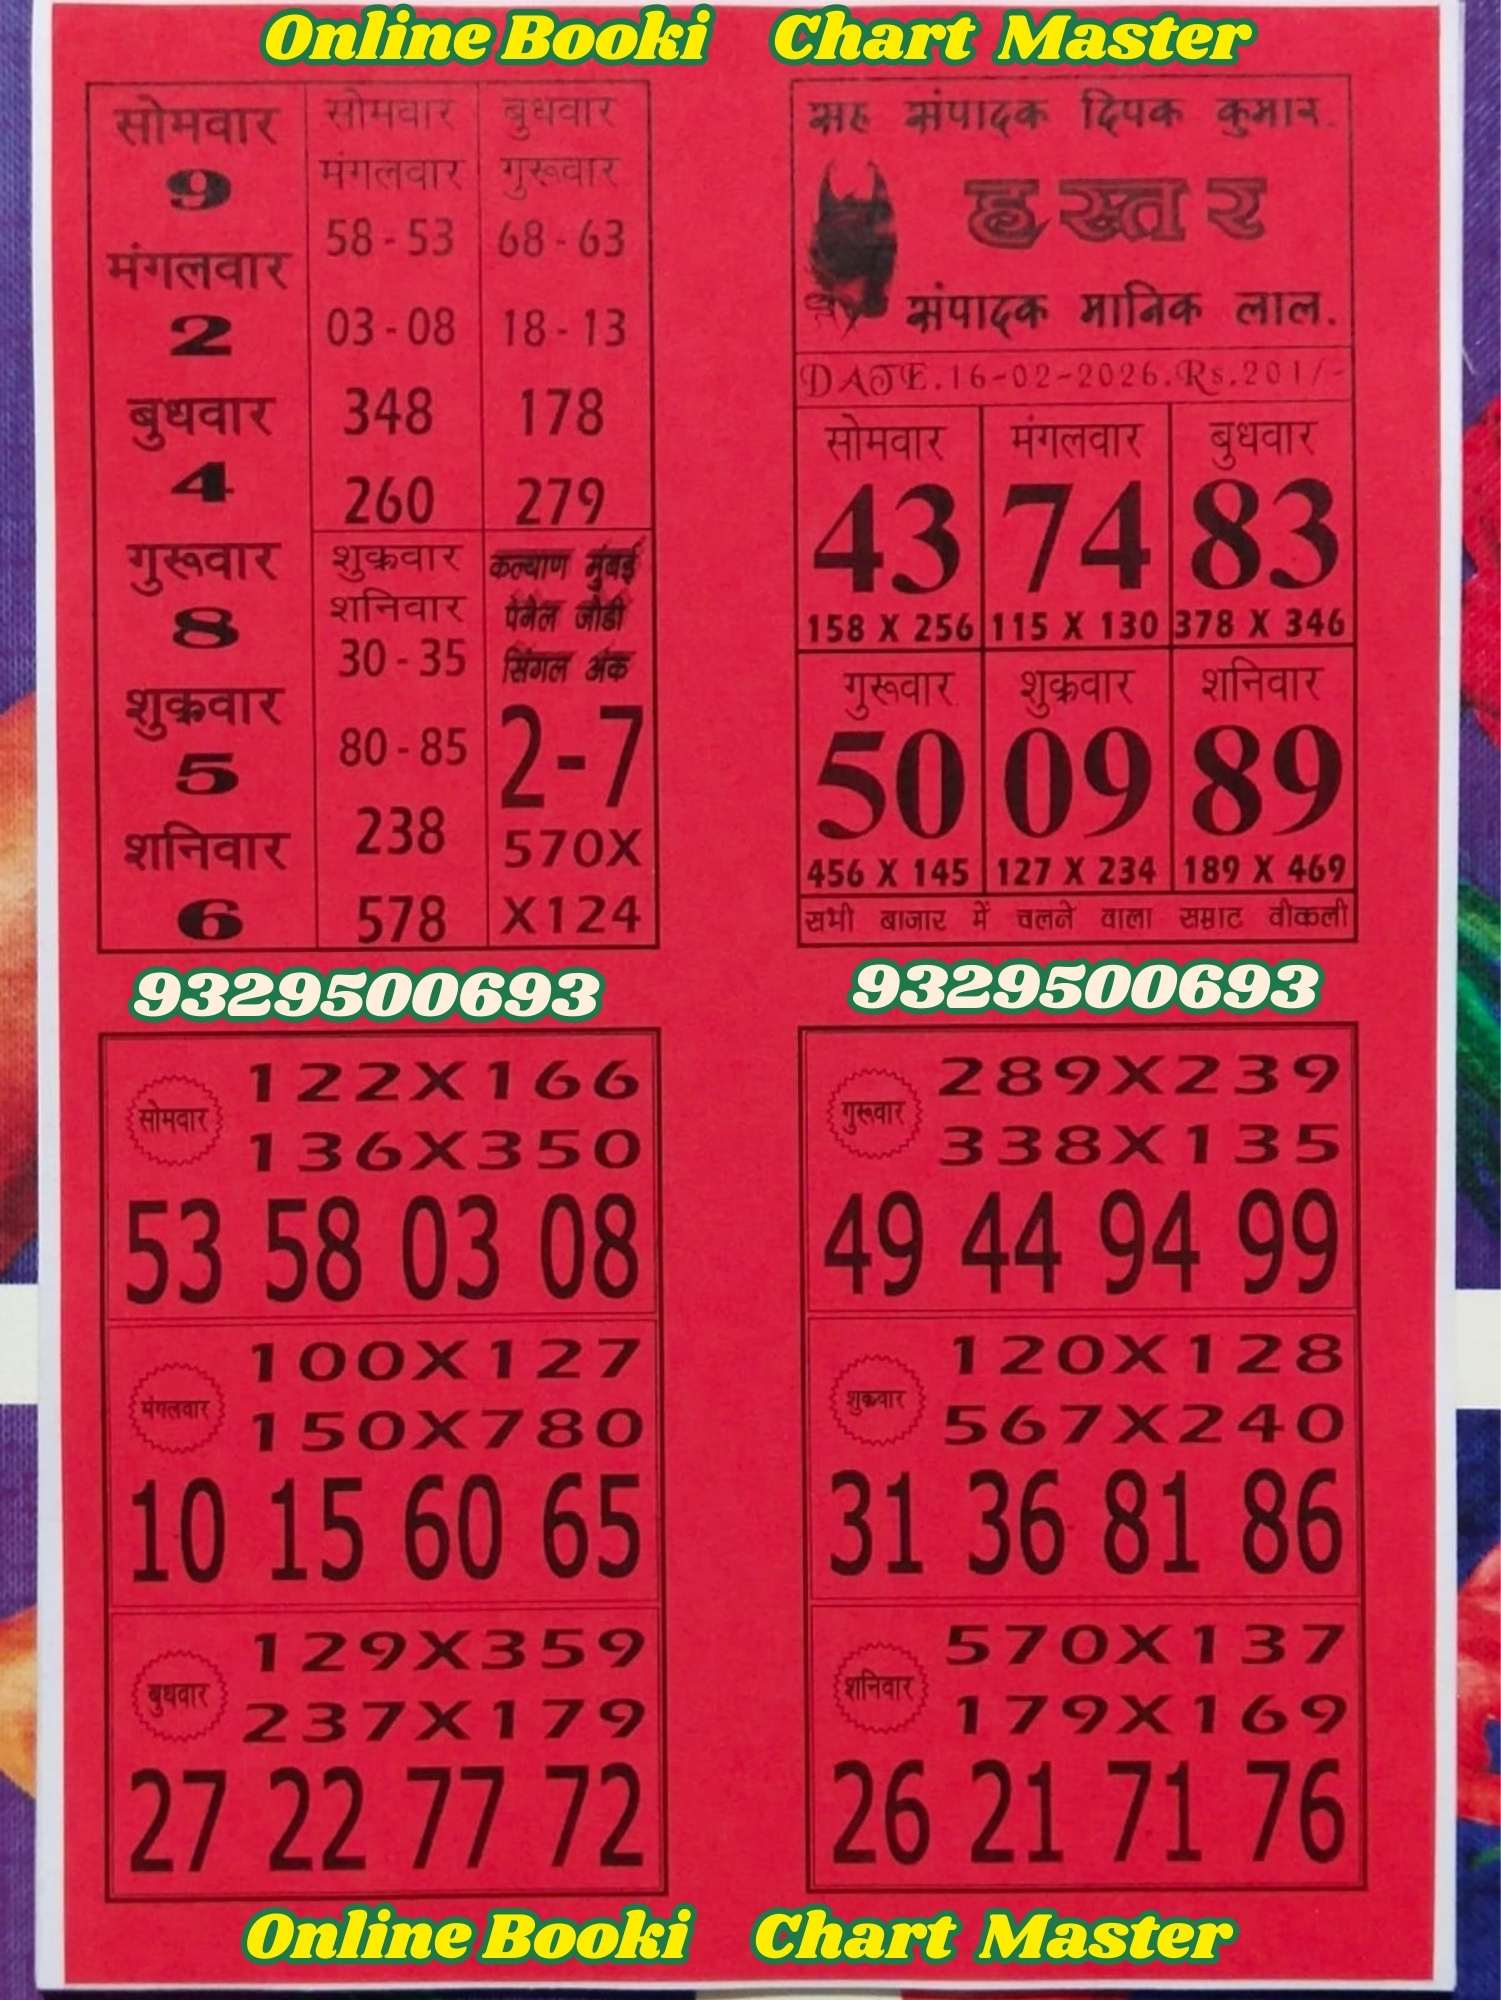 Online Booki Chart Master
सोमवार
9
मंगलवार
2
बुधवार
4
गुरूवार
8
शुक्रवार
5
शनिवार
6
सोमवार
मंगलवार
58 - 53
03 - 08
348
260
बुधवार
गुरूवार
68 - 63
18 - 13
178
279
शुक्रवार
शनिवार
30 - 35
80 - 85
238
578
कल्याण मुंबई
पेनेल जोडी
सिंगल अंक
2-7
570X
X124
सह संपादक दिपक कुमार.
हस्तर
संपादक मानिक लाल.
DATE.16-02-2026.Rs.201/-
सोमवार मंगलवार बुधवार
43 74 83
158 X 256 115 X 130 378 X 346
गुरूवार शुक्रवार शनिवार
50 09 89
456 X 145 127 X 234 189 X 469
सभी बाजार में चलने वाला सम्राट वीकली
9329500693
9329500693
सोमवार
122X166
136X350
53 58 03 08
मंगलवार
100X127
150X780
10 15 60 65
बुधवार
129X359
237X179
27 22 77 72
गुरूवार
289X239
338X135
49 44 94 99
शुक्रवार
120X128
567X240
31 36 81 86
शनिवार
570X137
179X169
26 21 71 76
Online Booki Chart Master